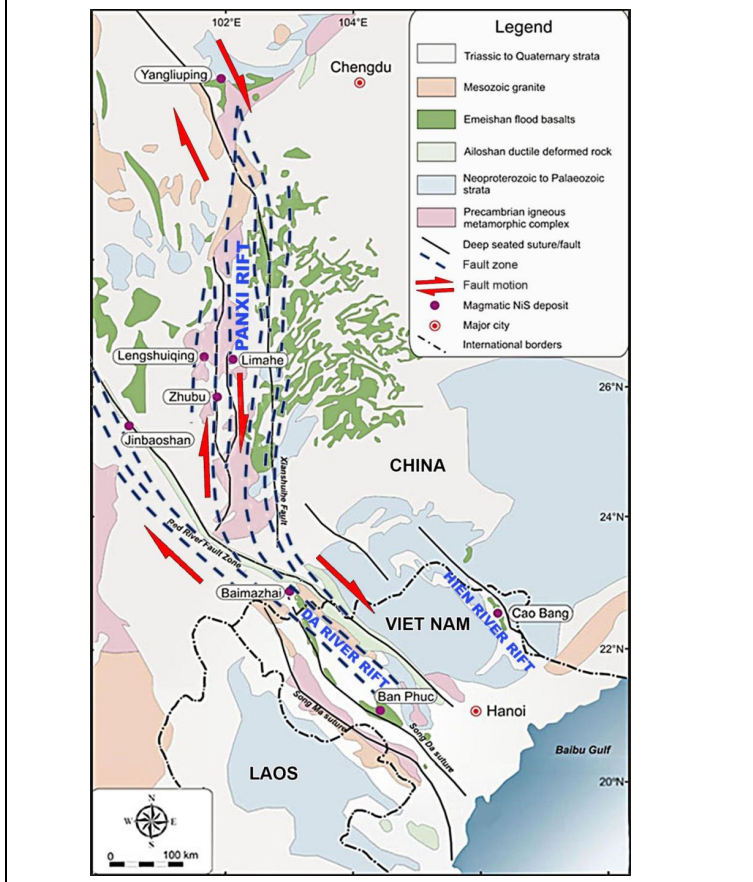 102°E
104°E
Yangliuping
Chengdu
Legend
Triassic to Quaternary strata
Mesozoic granite
Emeishan flood basalts
Ailoshan ductile deformed rock
Neoproterozoic to Palaeozoic
strata
Precambrian igneous
metamorphic complex
Deep seated suture/fault
Fault zone
Fault motion
Magmatic NiS deposit
Major city
International borders
PANXI RIFT
Lengshuiqing
Limahe
Zhubu
Jinbaoshan
26°N
CHINA
Xianshuihe Fault
24°N
Red River Fault Zone
Baimazhai
HIEN RIVER RIFT
Cao Bang
VIET NAM
DA RIVER RIFT
22°N
Ban Phuc
Hanoi
Song Ma suture
Song Da suture
Baibu Gulf
LAOS
20°N
N
W E
S
0 100 km